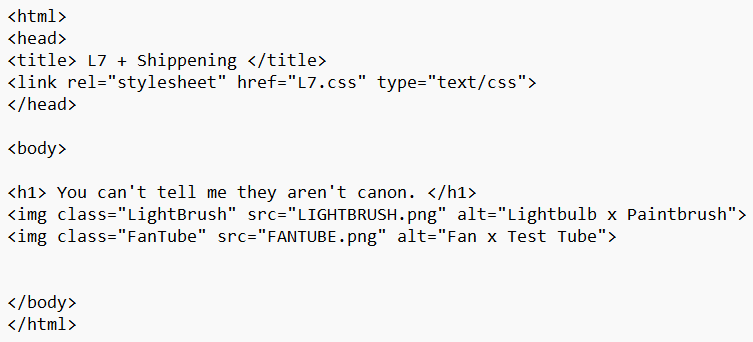 <html>
<head>
<title> L7 + Shippening </title>
<link rel="stylesheet" href="L7.css" type="text/css">
</head>
<body>
<h1> You can't tell me they aren't canon. </h1>
<img class="LightBrush" src="LIGHTBRUSH.png" alt="Lightbulb x Paintbrush">
<img class="FanTube" src="FANTUBE.png" alt="Fan x Test Tube">
</body>
</html>